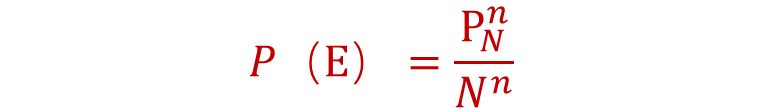 P (E) = P_N^n / N^n